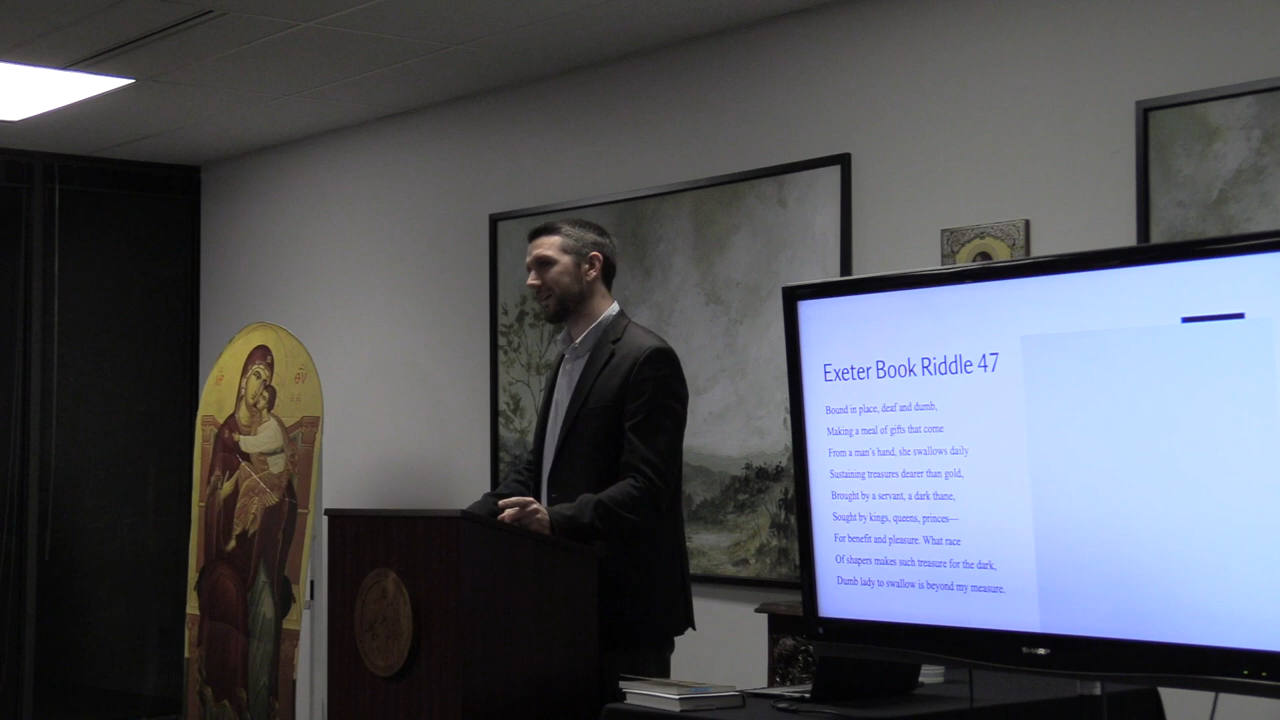 ΘΥ
Exeter Book Riddle 47
Bound in place, deaf and dumb,
Making a meal of gifts that come
From a man's hand, she swallows daily
Sustaining treasures dearer than gold,
Brought by a servant, a dark thane,
Sought by kings, queens, princes—
For benefit and pleasure. What race
Of shapers makes such treasure for the dark,
Dumb lady to swallow is beyond my measure.
SHARP